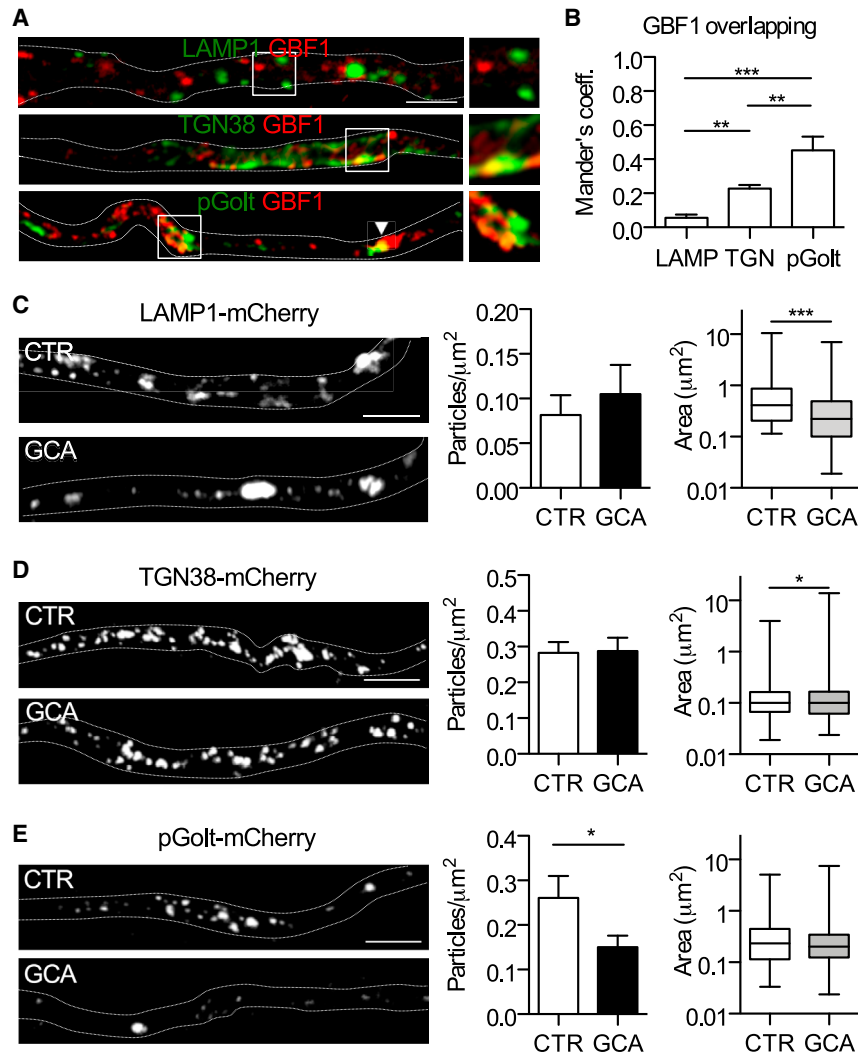 A
LAMP1 GBF1
TGN38 GBF1
pGolt GBF1
B
GBF1 overlapping
Mander's coeff.
1.0
0.8
0.6
0.4
0.2
0.0
***
**
**
LAMP TGN pGolt
C
LAMP1-mCherry
CTR
GCA
Particles/μm²
0.20
0.15
0.10
0.05
0.00
CTR GCA
Area (μm²)
10
1
0.1
0.01
***
CTR GCA
D
TGN38-mCherry
CTR
GCA
Particles/μm²
0.5
0.4
0.3
0.2
0.1
0.0
CTR GCA
Area (μm²)
10
1
0.1
0.01
*
CTR GCA
E
pGolt-mCherry
CTR
GCA
Particles/μm²
0.4
0.3
0.2
0.1
0.0
*
CTR GCA
Area (μm²)
10
1
0.1
0.01
CTR GCA